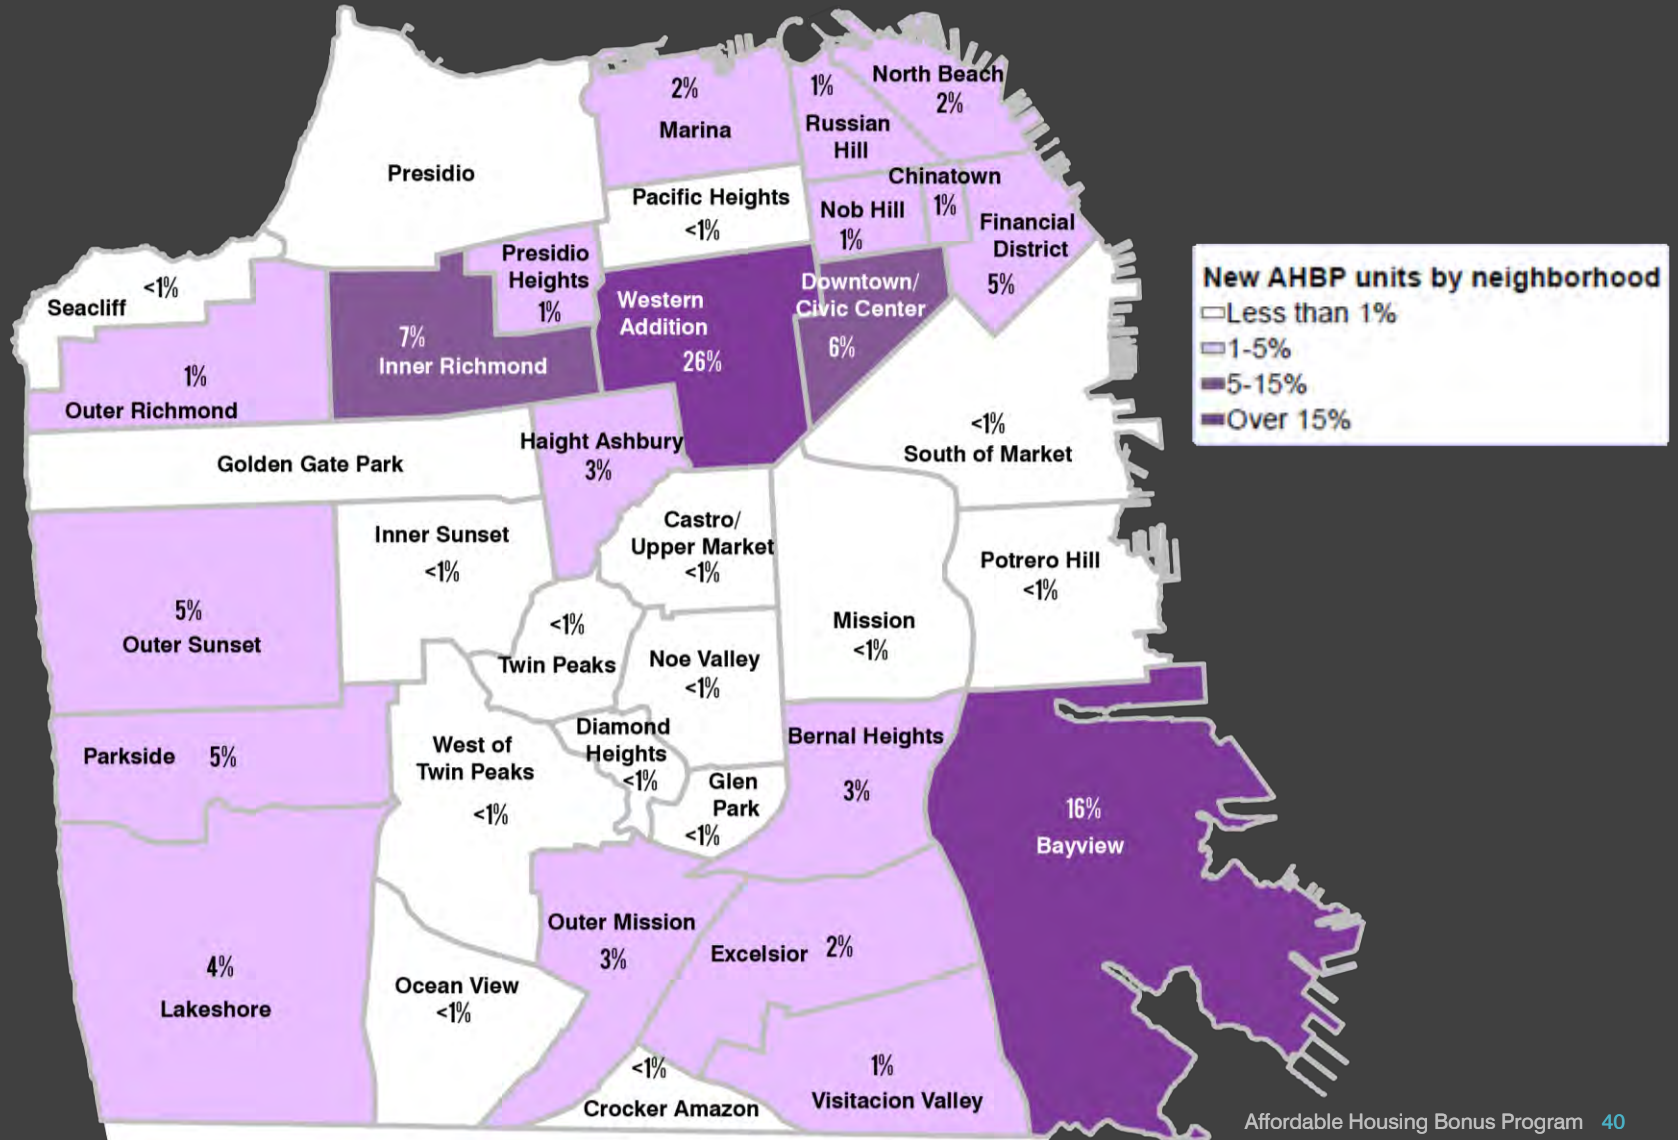 North Beach
2%
2%
Marina
1%
Russian
Hill
Presidio
Pacific Heights
<1%
Chinatown
1%
Nob Hill
1%
Financial
District
5%
Presidio
Heights
1%
Seacliff
<1%
Western
Addition
26%
Downtown/
Civic Center
6%
7%
Inner Richmond
1%
Outer Richmond
New AHBP units by neighborhood
Less than 1%
1-5%
5-15%
Over 15%
Haight Ashbury
3%
<1%
South of Market
Golden Gate Park
Inner Sunset
<1%
Castro/
Upper Market
<1%
Potrero Hill
<1%
5%
Outer Sunset
<1%
Twin Peaks
Noe Valley
<1%
Mission
<1%
Parkside 5%
West of
Twin Peaks
<1%
Diamond
Heights
<1%
Glen
Park
<1%
Bernal Heights
3%
16%
Bayview
4%
Lakeshore
Outer Mission
3%
Excelsior 2%
Ocean View
<1%
<1%
Crocker Amazon
1%
Visitacion Valley
Affordable Housing Bonus Program 40